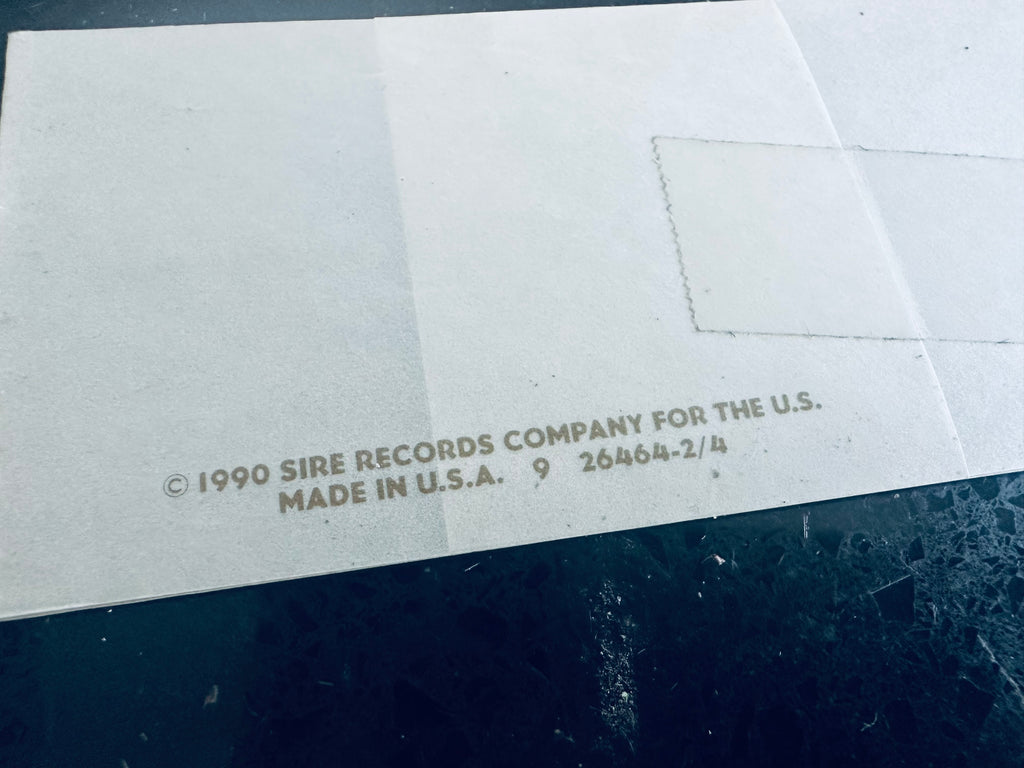 © 1990 SIRE RECORDS COMPANY FOR THE U.S.
MADE IN U.S.A. 9 26464-2/4